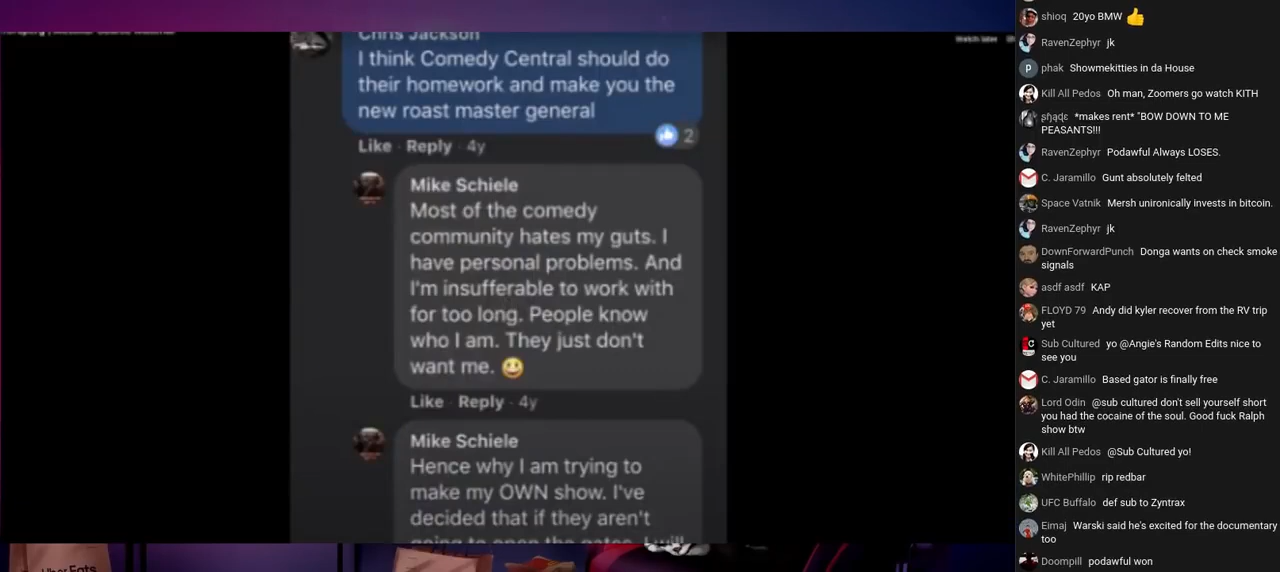 Chris Jackson
I think Comedy Central should do
their homework and make you the
new roast master general
2
Like · Reply · 4y
Mike Schiele
Most of the comedy
community hates my guts. I
have personal problems. And
I'm insufferable to work with
for too long. People know
who I am. They just don't
want me. 😀
Like · Reply · 4y
Mike Schiele
Hence why I am trying to
make my OWN show. I've
decided that if they aren't
going to open the gates, I will
Watch later
Uber Eats
shioq 20yo BMW 👍
RavenZephyr jk
p phak Showmekitties in da House
Kill All Pedos Oh man, Zoomers go watch KITH
*makes rent* "BOW DOWN TO ME
PEASANTS!!!
RavenZephyr Podawful Always LOSES.
C. Jaramillo Gunt absolutely felted
Space Vatnik Mersh unironically invests in bitcoin.
RavenZephyr jk
DownForwardPunch Donga wants on check smoke
signals
asdf asdf KAP
FLOYD 79 Andy did kyler recover from the RV trip
yet
Sub Cultured yo @Angie's Random Edits nice to
see you
C. Jaramillo Based gator is finally free
Lord Odin @sub cultured don't sell yourself short
you had the cocaine of the soul. Good fuck Ralph
show btw
Kill All Pedos @Sub Cultured yo!
WhitePhillip rip redbar
UFC Buffalo def sub to Zyntrax
Eimaj Warski said he's excited for the documentary
too
Doompill podawful won